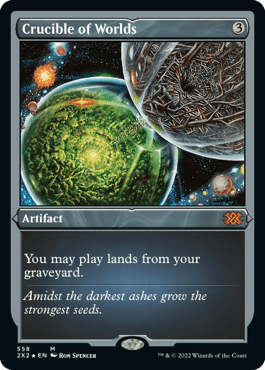 Crucible of Worlds 3
Artifact
You may play lands from your
graveyard.
Amidst the darkest ashes grow the
strongest seeds.
558 M
2X2 ★ EN Ron Spencer ™ & © 2022 Wizards of the Coast